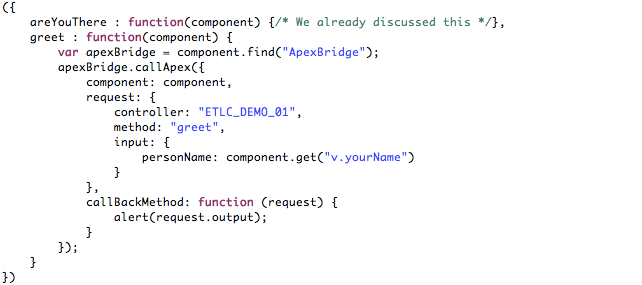 ({
    areYouThere : function(component) {/* We already discussed this */},
    greet : function(component) {
        var apexBridge = component.find("ApexBridge");
        apexBridge.callApex({
            component: component,
            request: {
                controller: "ETLC_DEMO_01",
                method: "greet",
                input: {
                    personName: component.get("v.yourName")
                }
            },
            callBackMethod: function (request) {
                alert(request.output);
            }
        });
    }
})